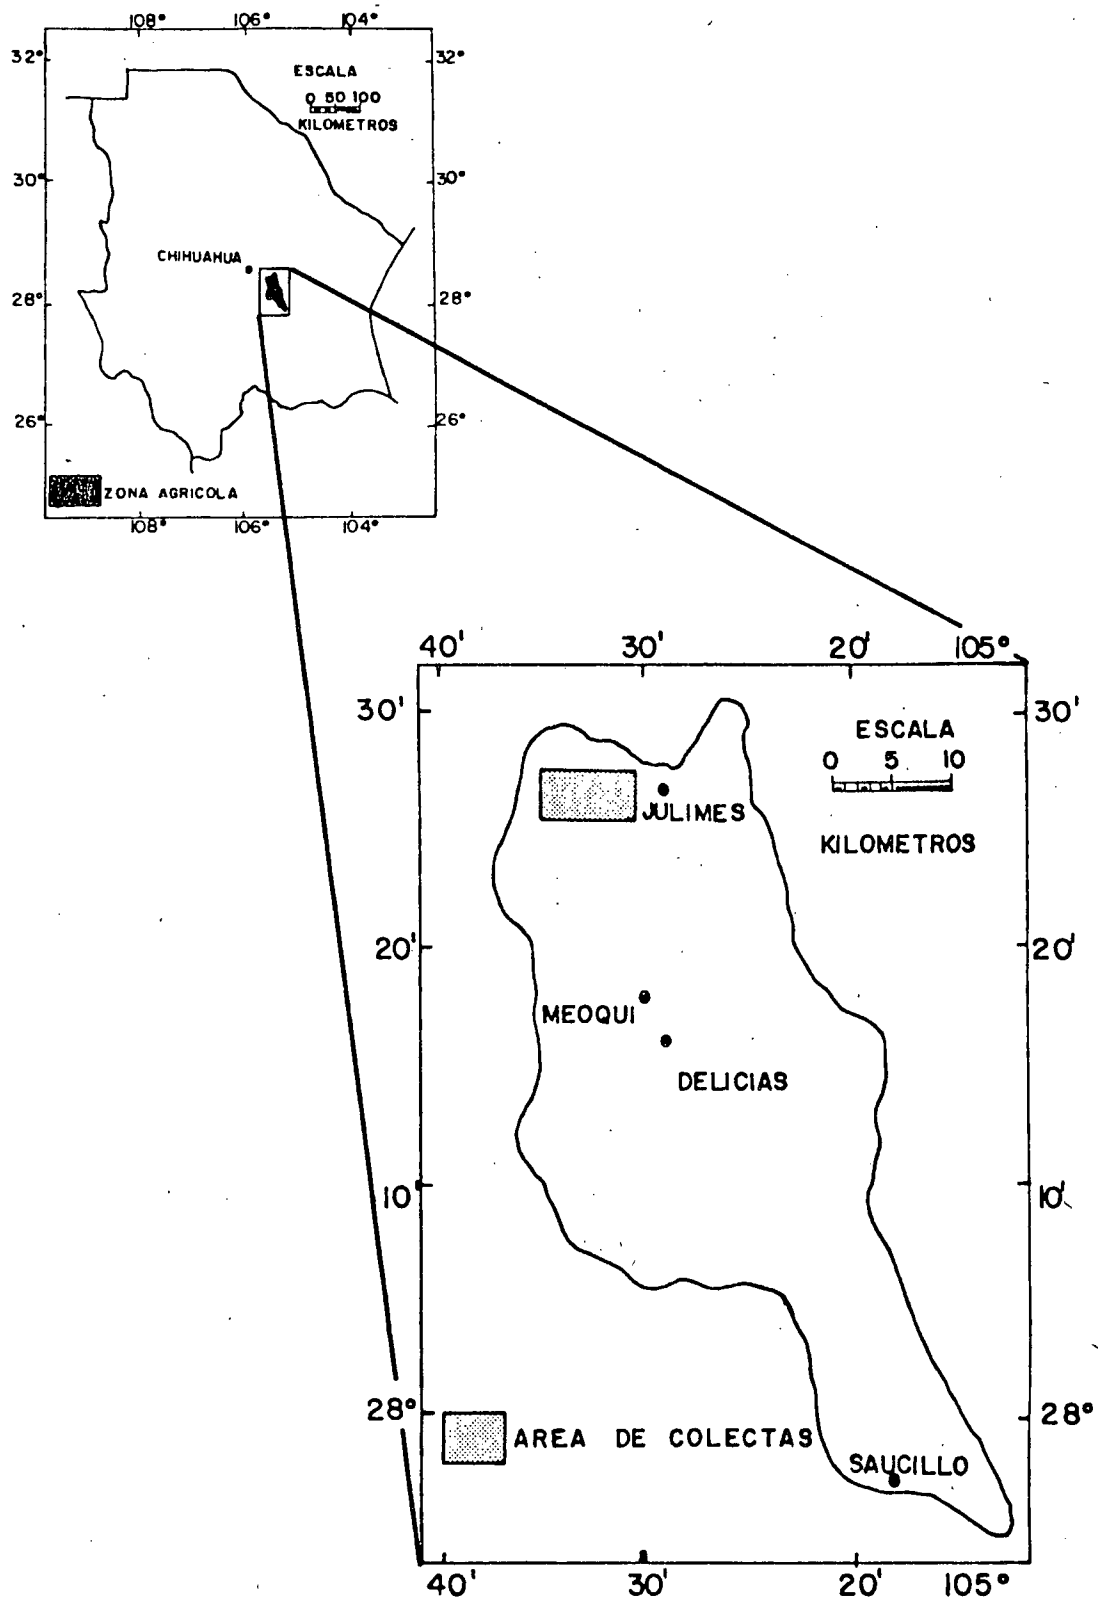 108° 106° 104°
32° 32°
ESCALA
0 50 100
KILOMETROS
30° 30°
CHIHUAHUA
28° 28°
26° 26°
ZONA AGRICOLA
108° 106° 104°
40' 30' 20' 105°
30' 30'
ESCALA
0 5 10
JULIMES
KILOMETROS
20' 20'
MEOQUI
DELICIAS
10' 10'
28° 28°
AREA DE COLECTAS
SAUCILLO
40' 30' 20' 105°